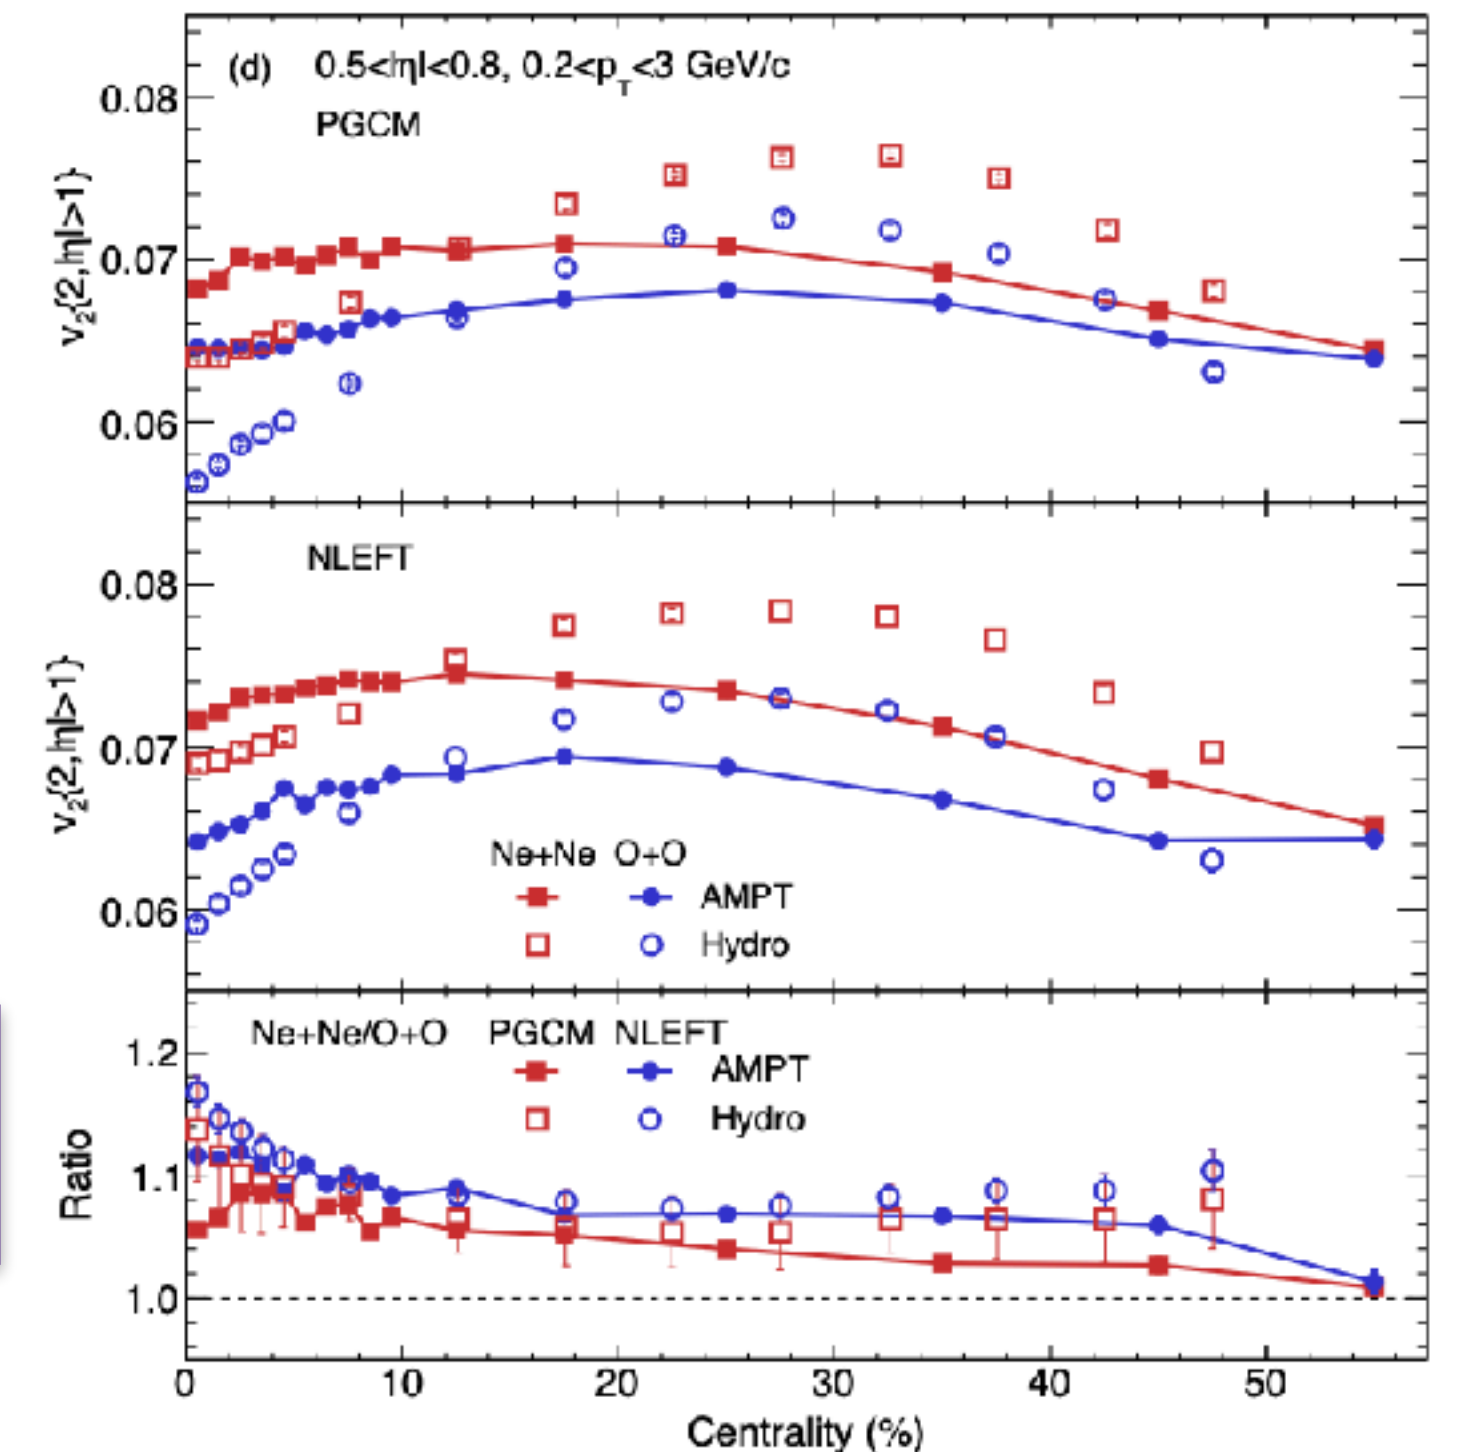 (d) 0.5<|η|<0.8, 0.2<p_T<3 GeV/c
PGCM
0.08
0.07
0.06
v₂{2,|η|>1}
NLEFT
0.08
0.07
0.06
v₂{2,|η|>1}
Ne+Ne O+O
AMPT
Hydro
Ne+Ne/O+O PGCM NLEFT
AMPT
Hydro
1.2
1.1
1.0
Ratio
0 10 20 30 40 50
Centrality (%)